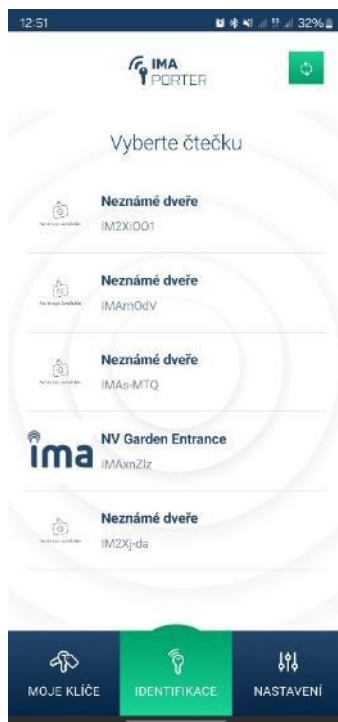 12:51
32%
IMA
PORTER
Vyberte čtečku
Neznámé dveře
IM2XiOO1
Neznámé dveře
IMAm0dV
Neznámé dveře
IMAs-MTQ
ima
NV Garden Entrance
IMAxnZlz
Neznámé dveře
IM2Xj-da
MOJE KLÍČE
IDENTIFIKACE
NASTAVENÍ